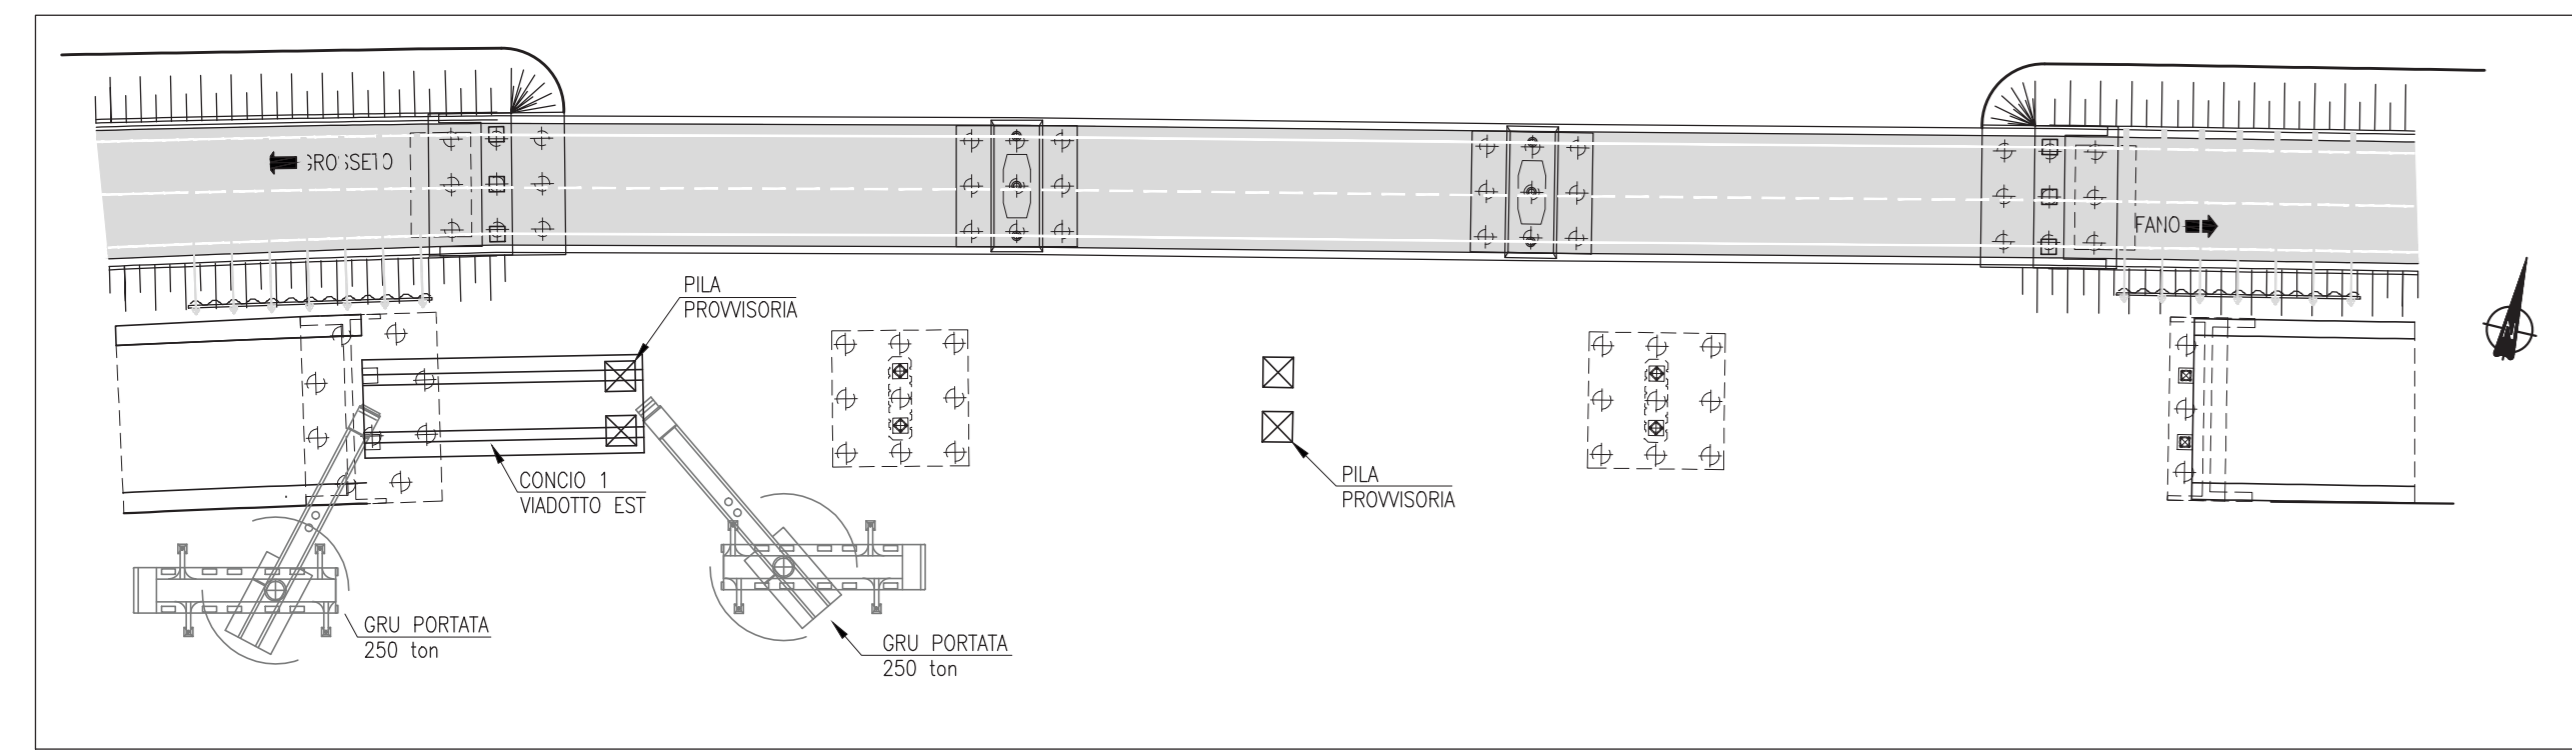 GROSSETO
FANO
PILA
PROVVISORIA
CONCIO 1
VIADOTTO EST
PILA
PROVVISORIA
GRU PORTATA
250 ton
GRU PORTATA
250 ton